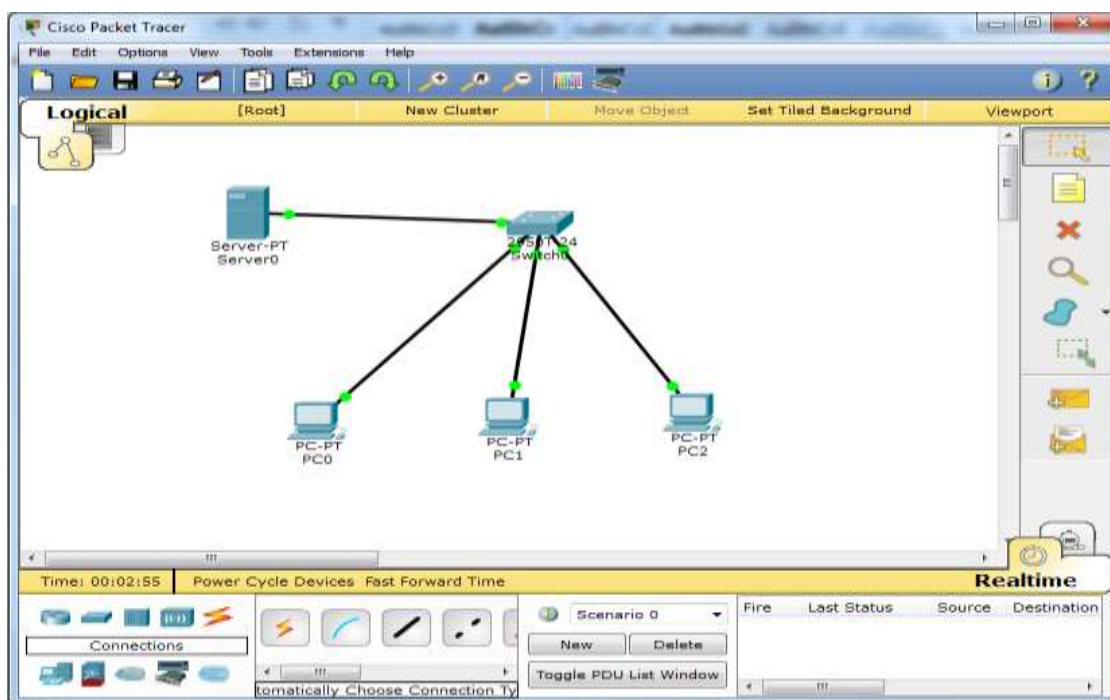 Cisco Packet Tracer
File Edit Options View Tools Extensions Help
Logical [Root] New Cluster Move Object Set Tiled Background Viewport
Server-PT
Server0
2950T-24
Switch0
PC-PT
PC0
PC-PT
PC1
PC-PT
PC2
Time: 00:02:55 Power Cycle Devices Fast Forward Time Realtime
Scenario 0
Fire Last Status Source Destination
Connections
New Delete
Toggle PDU List Window
tomatically Choose Connection Ty